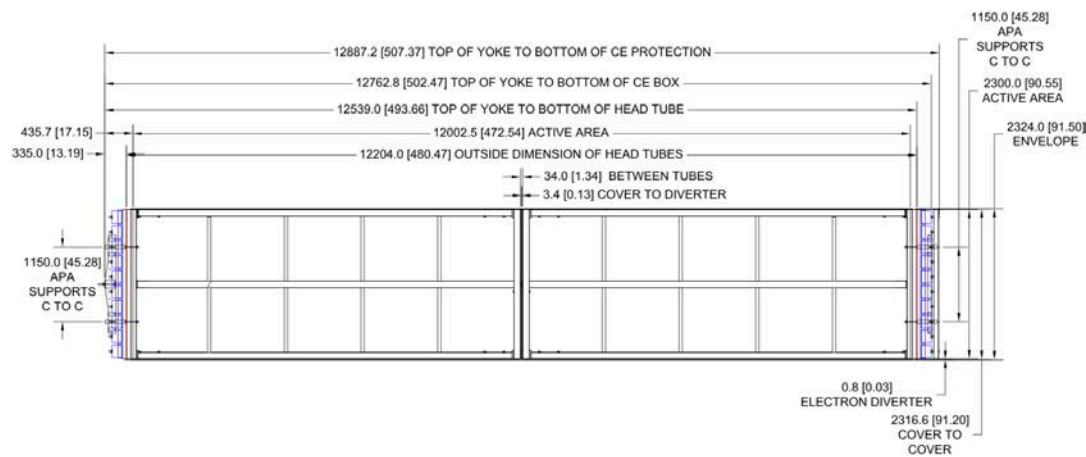 1150.0 [45.28]
APA
SUPPORTS
C TO C
12887.2 [507.37] TOP OF YOKE TO BOTTOM OF CE PROTECTION
12762.8 [502.47] TOP OF YOKE TO BOTTOM OF CE BOX
2300.0 [90.55]
ACTIVE AREA
12539.0 [493.66] TOP OF YOKE TO BOTTOM OF HEAD TUBE
435.7 [17.15]
12002.5 [472.54] ACTIVE AREA
2324.0 [91.50]
ENVELOPE
335.0 [13.19]
12204.0 [480.47] OUTSIDE DIMENSION OF HEAD TUBES
34.0 [1.34] BETWEEN TUBES
3.4 [0.13] COVER TO DIVERTER
1150.0 [45.28]
APA
SUPPORTS
C TO C
0.8 [0.03]
ELECTRON DIVERTER
2316.6 [91.20]
COVER TO
COVER